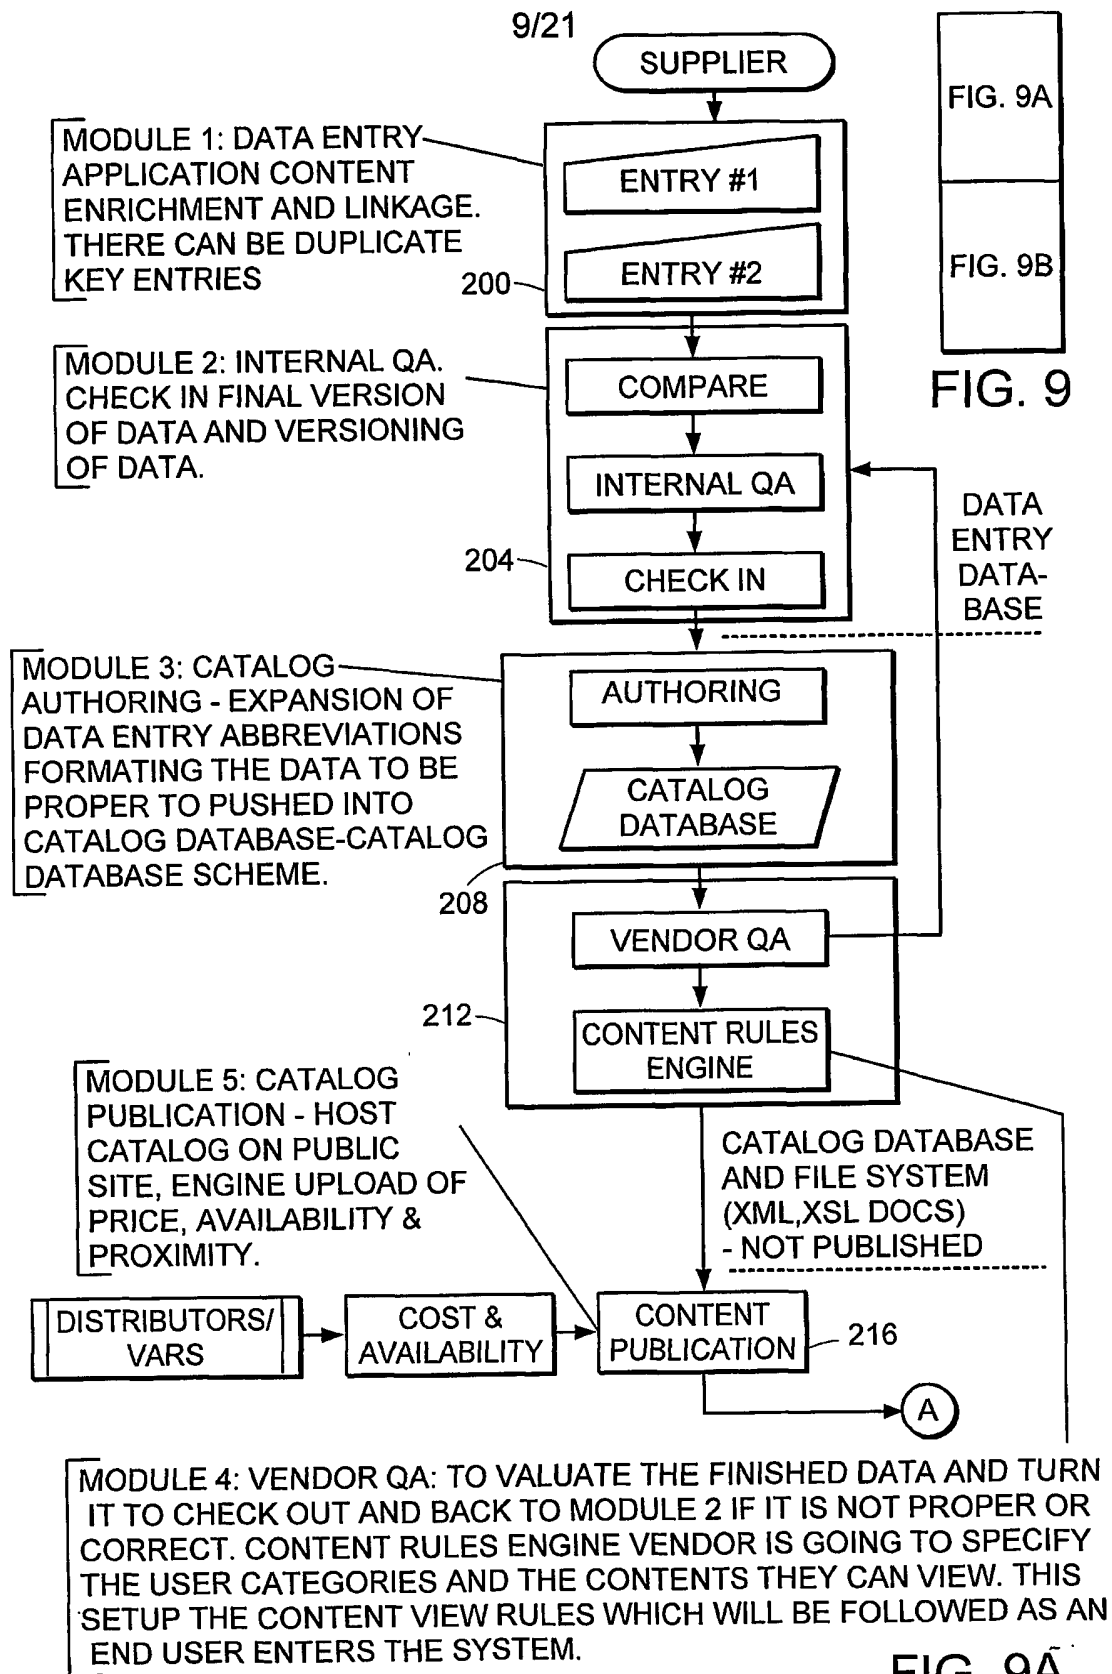 9/21
SUPPLIER
FIG. 9A
FIG. 9B
FIG. 9
MODULE 1: DATA ENTRY
APPLICATION CONTENT
ENRICHMENT AND LINKAGE.
THERE CAN BE DUPLICATE
KEY ENTRIES
ENTRY #1
ENTRY #2
200
MODULE 2: INTERNAL QA.
CHECK IN FINAL VERSION
OF DATA AND VERSIONING
OF DATA.
COMPARE
INTERNAL QA
CHECK IN
204
DATA
ENTRY
DATA-
BASE
MODULE 3: CATALOG
AUTHORING - EXPANSION OF
DATA ENTRY ABBREVIATIONS
FORMATING THE DATA TO BE
PROPER TO PUSHED INTO
CATALOG DATABASE-CATALOG
DATABASE SCHEME.
AUTHORING
CATALOG
DATABASE
208
VENDOR QA
212
CONTENT RULES
ENGINE
MODULE 5: CATALOG
PUBLICATION - HOST
CATALOG ON PUBLIC
SITE, ENGINE UPLOAD OF
PRICE, AVAILABILITY &
PROXIMITY.
CATALOG DATABASE
AND FILE SYSTEM
(XML,XSL DOCS)
- NOT PUBLISHED
DISTRIBUTORS/
VARS
COST &
AVAILABILITY
CONTENT
PUBLICATION
216
A
MODULE 4: VENDOR QA: TO VALUATE THE FINISHED DATA AND TURN
IT TO CHECK OUT AND BACK TO MODULE 2 IF IT IS NOT PROPER OR
CORRECT. CONTENT RULES ENGINE VENDOR IS GOING TO SPECIFY
THE USER CATEGORIES AND THE CONTENTS THEY CAN VIEW. THIS
SETUP THE CONTENT VIEW RULES WHICH WILL BE FOLLOWED AS AN
END USER ENTERS THE SYSTEM.
FIG. 9A